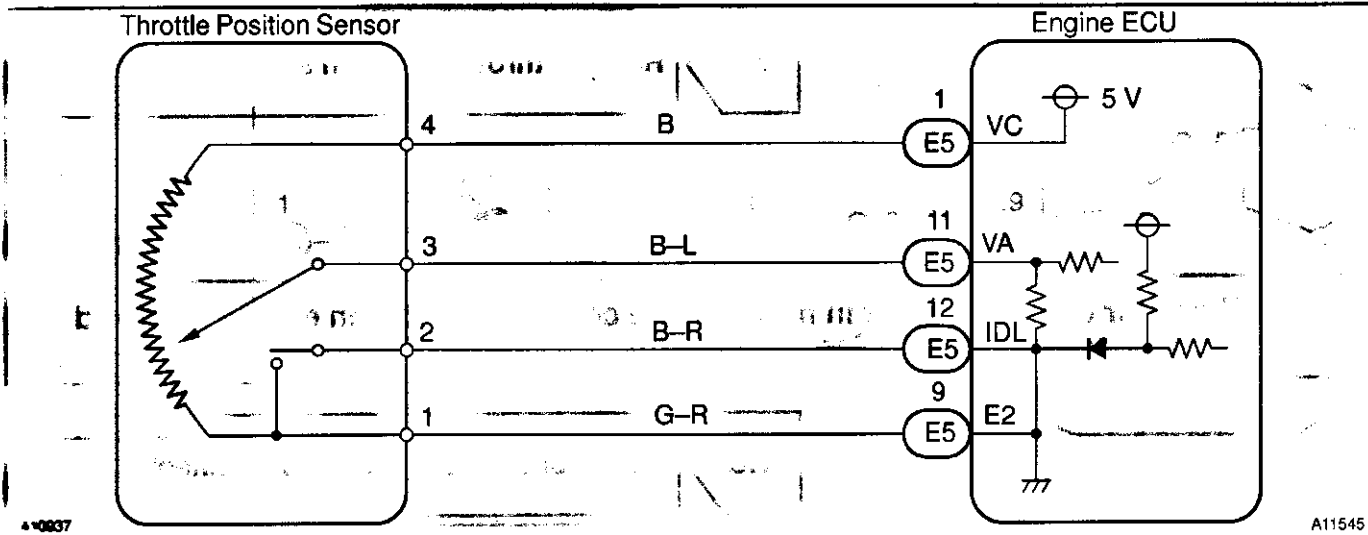 Throttle Position Sensor
Engine ECU
4
B
1
E5
VC
5 V
3
B–L
11
E5
VA
2
B–R
12
E5
IDL
1
G–R
9
E5
E2
A11545